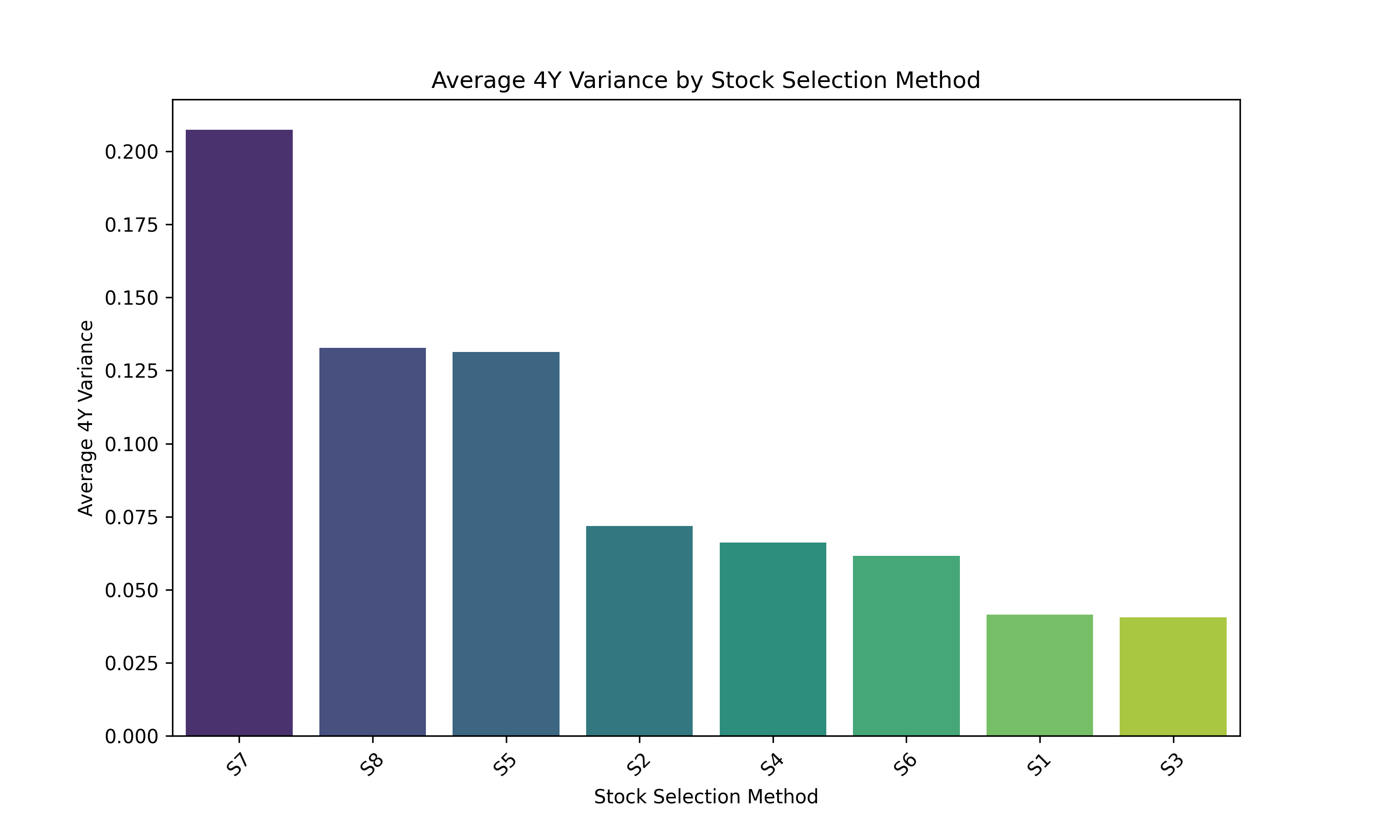 Average 4Y Variance by Stock Selection Method
Average 4Y Variance
0.200
0.175
0.150
0.125
0.100
0.075
0.050
0.025
0.000
S7 S8 S5 S2 S4 S6 S1 S3
Stock Selection Method